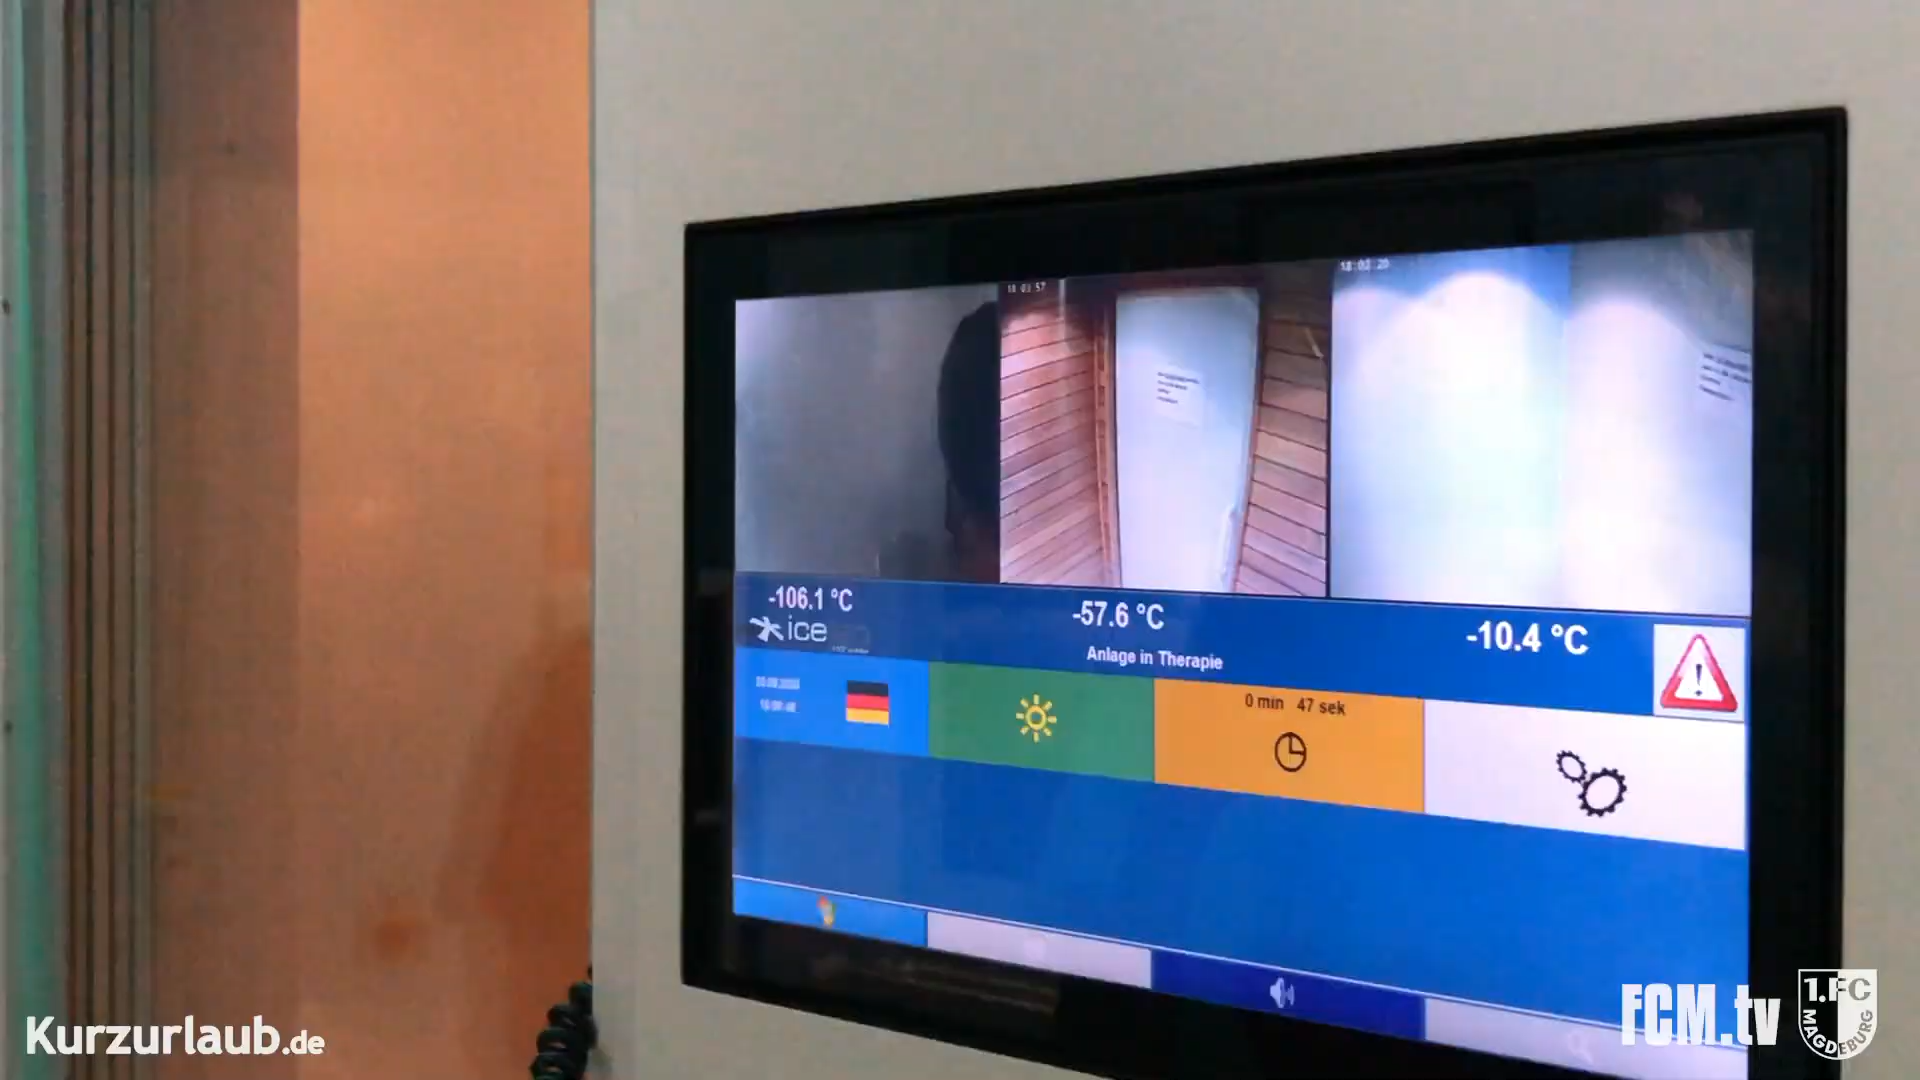 18 03 57
18 03 20
-106.1 °C
-57.6 °C
-10.4 °C
ice
Anlage in Therapie
0 min 47 sek
Kurzurlaub.de
FCM.tv
1.FC
MAGDEBURG